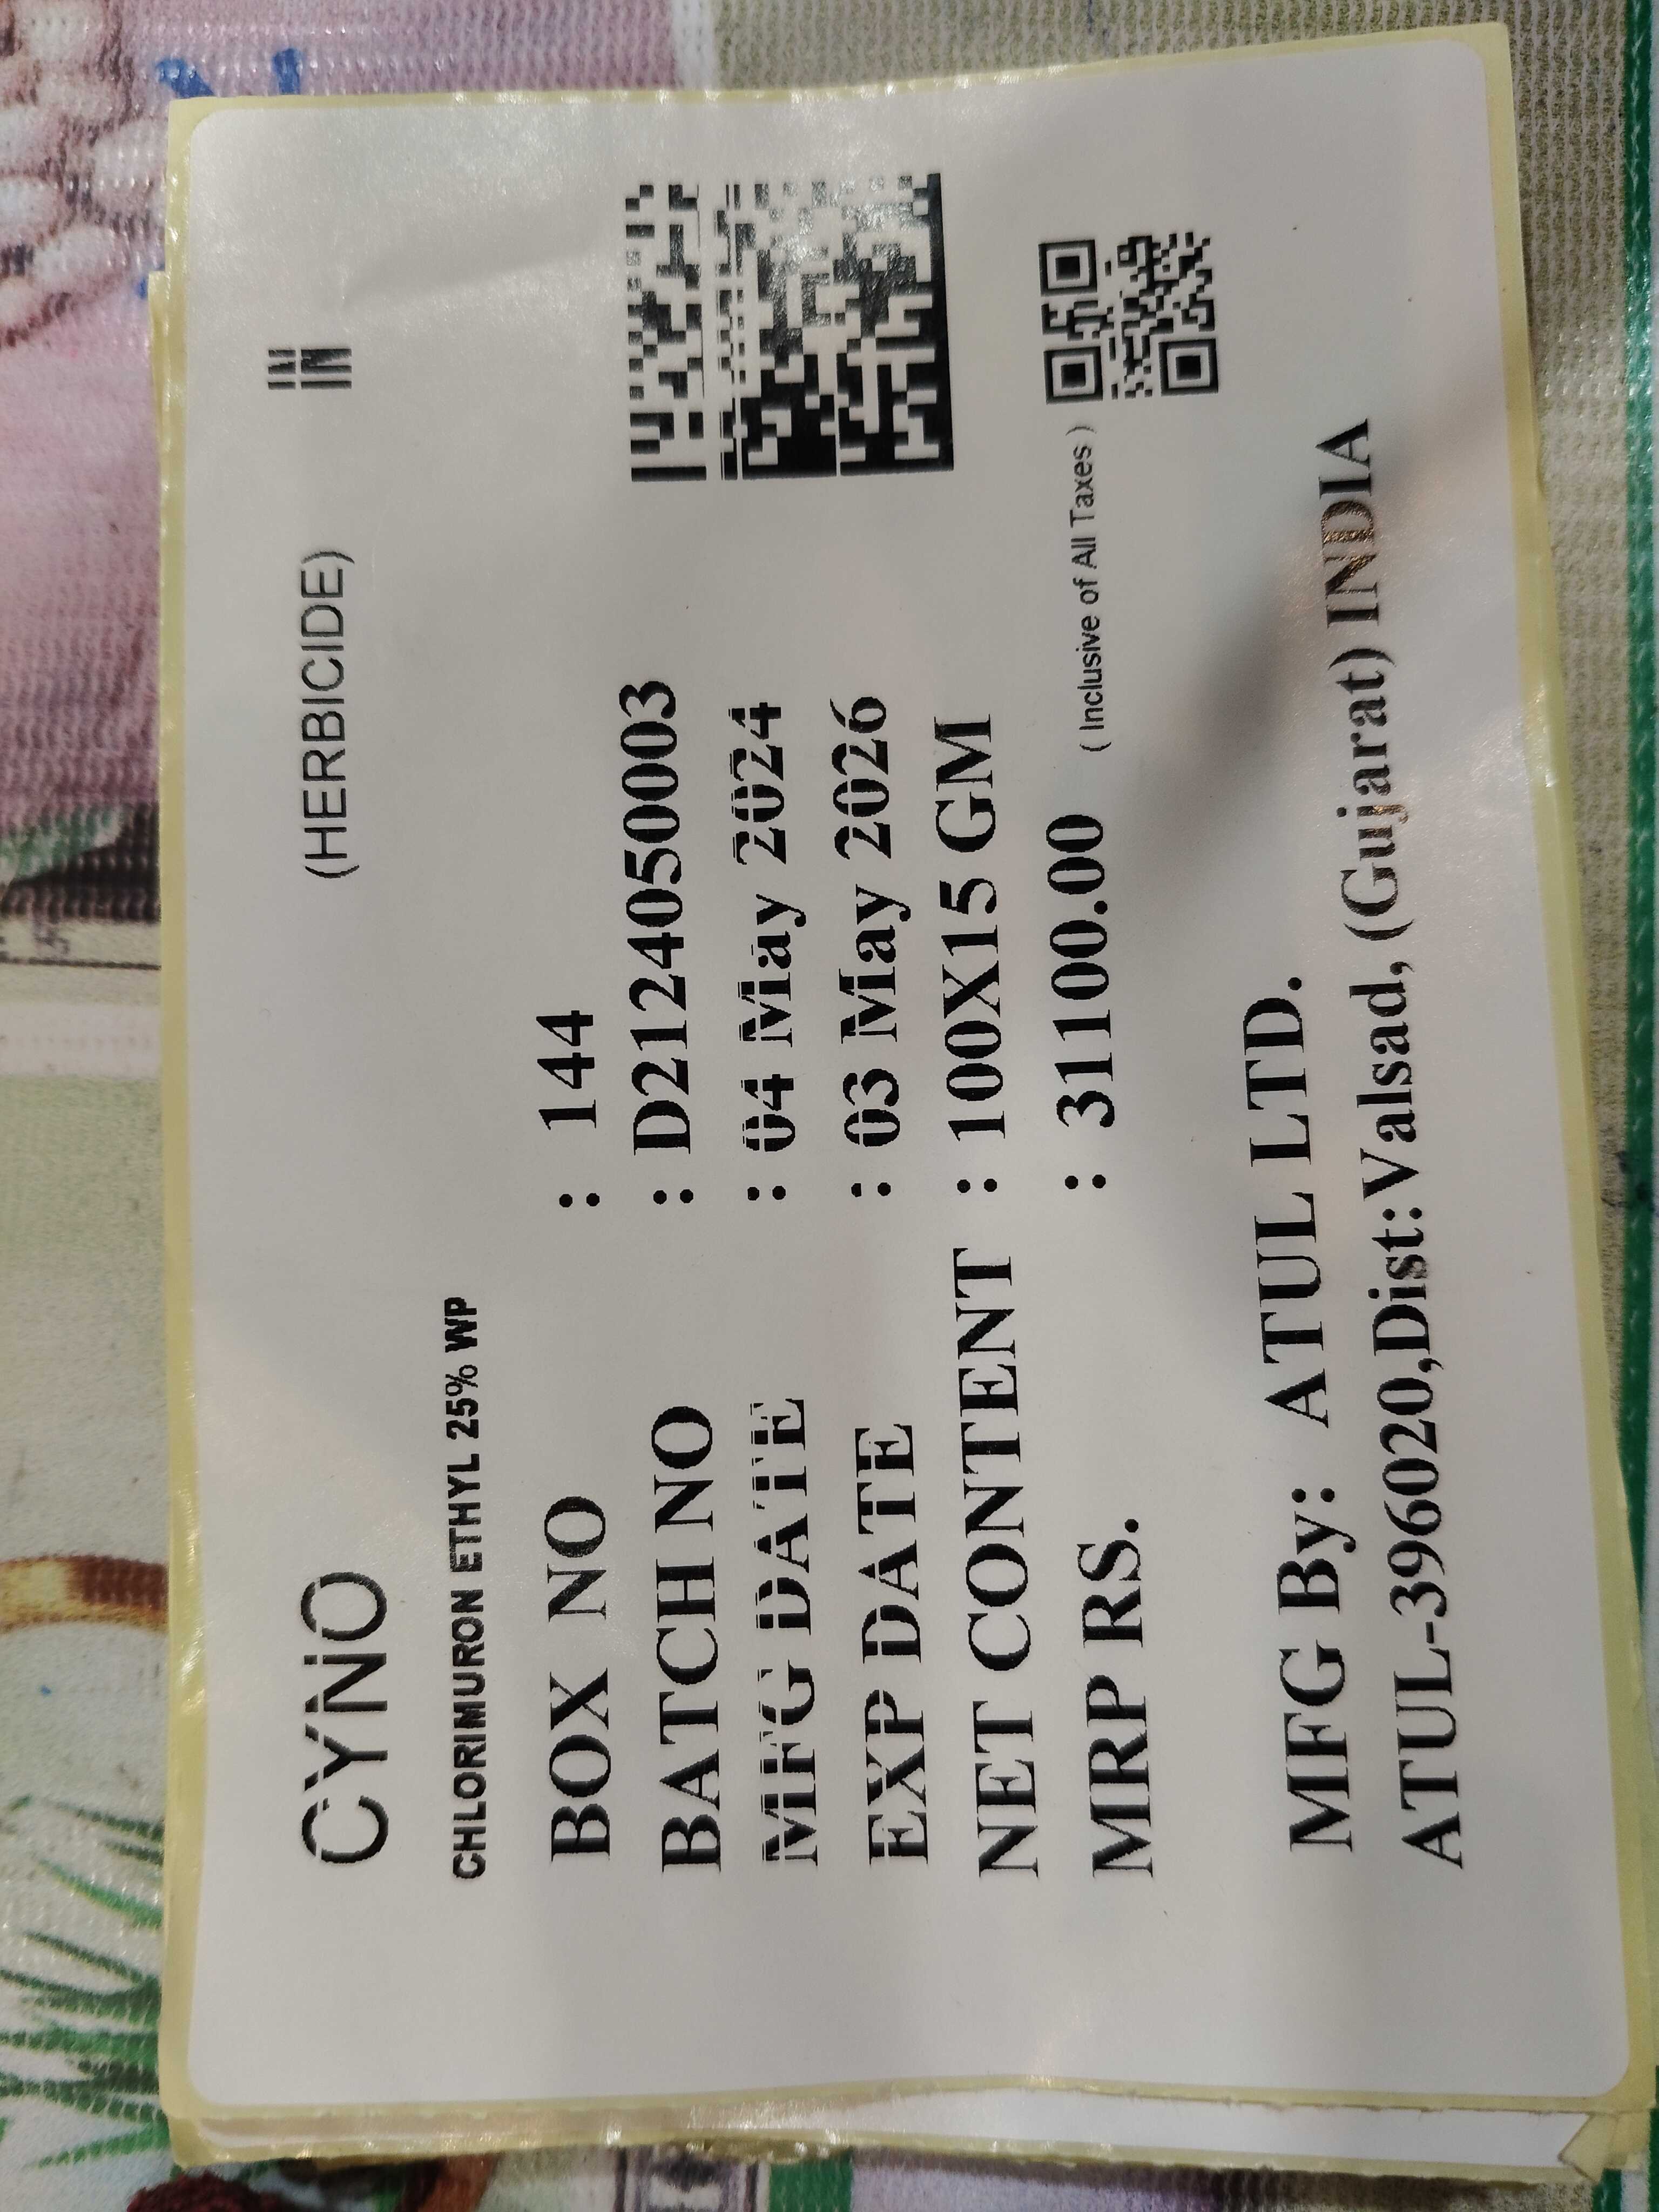 CYNO (HERBICIDE) IN
CHLORIMURON ETHYL 25% WP
BOX NO : 144
BATCH NO : D2124050003
MFG DATE : 04 May 2024
EXP DATE : 03 May 2026
NET CONTENT : 100X15 GM
MRP RS. : 31100.00 ( Inclusive of All Taxes )
MFG By: ATUL LTD.
ATUL-396020,Dist: Valsad, (Gujarat) INDIA